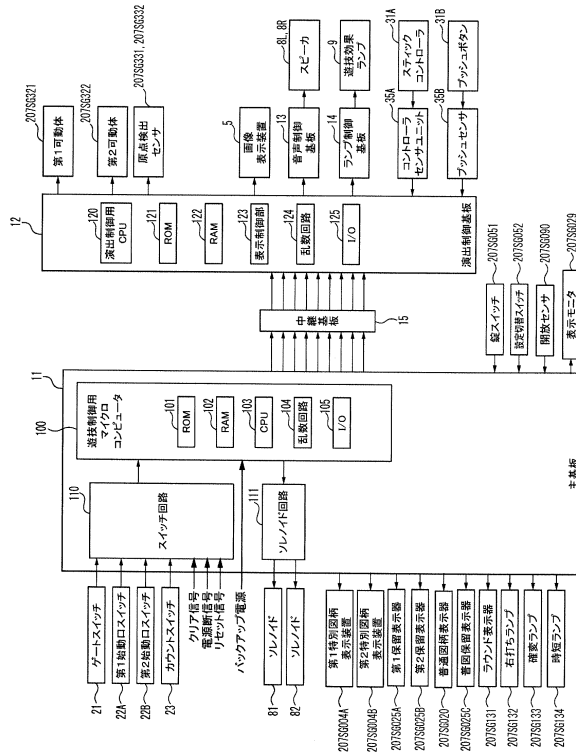 207SG321
第1可動体
207SG322
第2可動体
207SG331, 207SG332
原点検出
センサ
5
画像
表示装置
13
音声制御
基板
8L, 8R
スピーカ
14
ランプ制御
基板
9
遊技効果
ランプ
35A
コントローラ
センサユニット
31A
スティック
コントローラ
35B
プッシュセンサ
31B
プッシュボタン
12
120
演出制御用
CPU
121
ROM
122
RAM
123
表示制御部
124
乱数回路
125
I/O
演出制御基板
中継基板
15
207SG051
錠スイッチ
207SG052
設定切替スイッチ
207SG090
開放センサ
207SG029
表示モニタ
11
100
遊技制御用
マイクロ
コンピュータ
101
ROM
102
RAM
103
CPU
104
乱数回路
105
I/O
110
スイッチ回路
111
ソレノイド回路
主基板
21
ゲートスイッチ
22A
第1始動口スイッチ
22B
第2始動口スイッチ
23
カウントスイッチ
クリア信号
電源断信号
リセット信号
バックアップ電源
81
ソレノイド
82
ソレノイド
207SG004A
第1特別図柄
表示装置
207SG004B
第2特別図柄
表示装置
207SG025A
第1保留表示器
207SG025B
第2保留表示器
207SG020
普通図柄表示器
207SG025C
普図保留表示器
207SG131
ラウンド表示器
207SG132
右打ちランプ
207SG133
確変ランプ
207SG134
時短ランプ